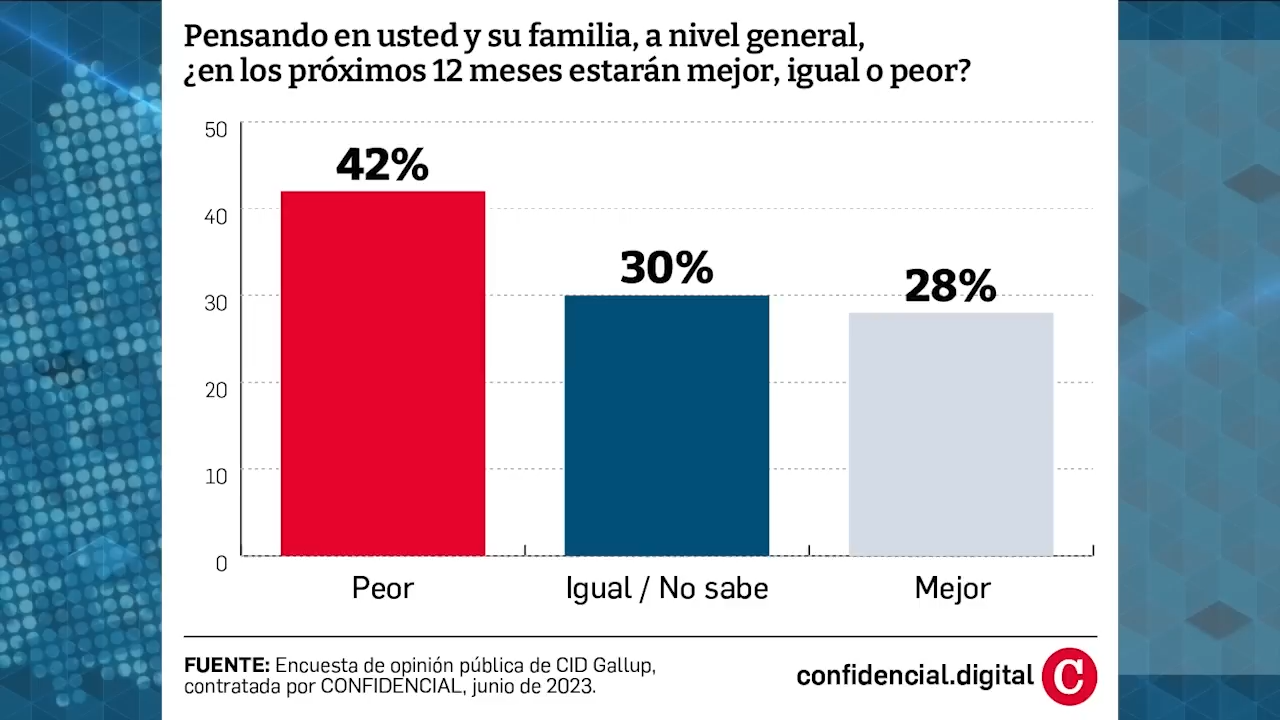 Pensando en usted y su familia, a nivel general,
¿en los próximos 12 meses estarán mejor, igual o peor?
50
40
30
20
10
0
42%
30%
28%
Peor
Igual / No sabe
Mejor
FUENTE: Encuesta de opinión pública de CID Gallup,
contratada por CONFIDENCIAL, junio de 2023.
confidencial.digital
C